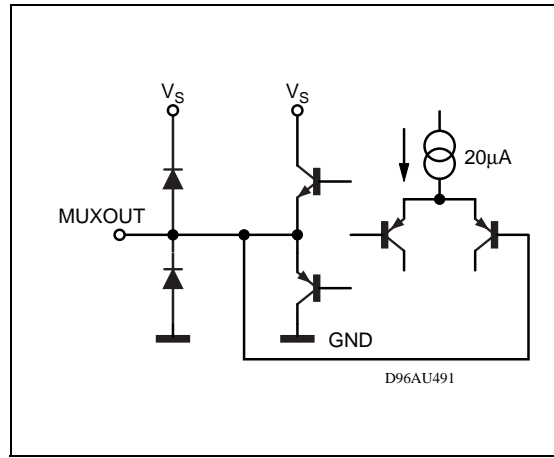 V_S
V_S
20μA
MUXOUT
GND
D96AU491